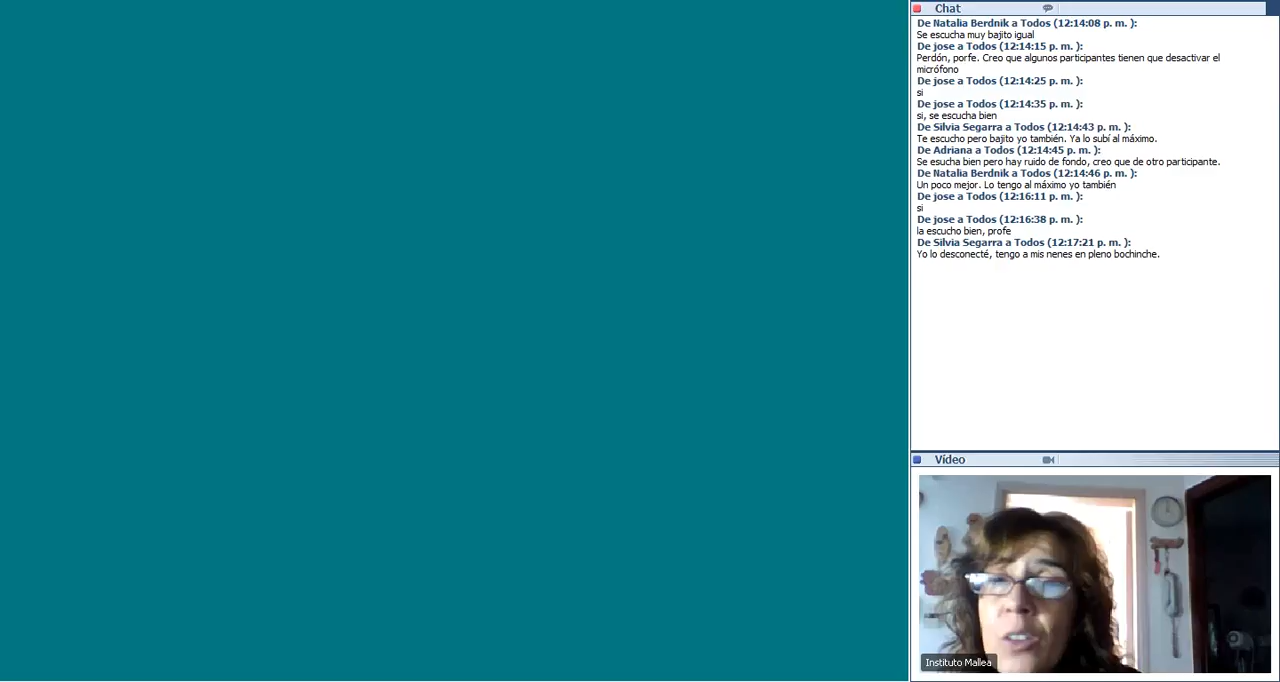 Chat
De Natalia Berdnik a Todos (12:14:08 p. m. ):
Se escucha muy bajito igual
De jose a Todos (12:14:15 p. m. ):
Perdón, porfe. Creo que algunos participantes tienen que desactivar el
micrófono
De jose a Todos (12:14:25 p. m. ):
si
De jose a Todos (12:14:35 p. m. ):
si, se escucha bien
De Silvia Segarra a Todos (12:14:43 p. m. ):
Te escucho pero bajito yo también. Ya lo subí al máximo.
De Adriana a Todos (12:14:45 p. m. ):
Se esucha bien pero hay ruido de fondo, creo que de otro participante.
De Natalia Berdnik a Todos (12:14:46 p. m. ):
Un poco mejor. Lo tengo al máximo yo también
De jose a Todos (12:16:11 p. m. ):
si
De jose a Todos (12:16:38 p. m. ):
la escucho bien, profe
De Silvia Segarra a Todos (12:17:21 p. m. ):
Yo lo desconecté, tengo a mis nenes en pleno bochinche.
Vídeo
Instituto Mallea